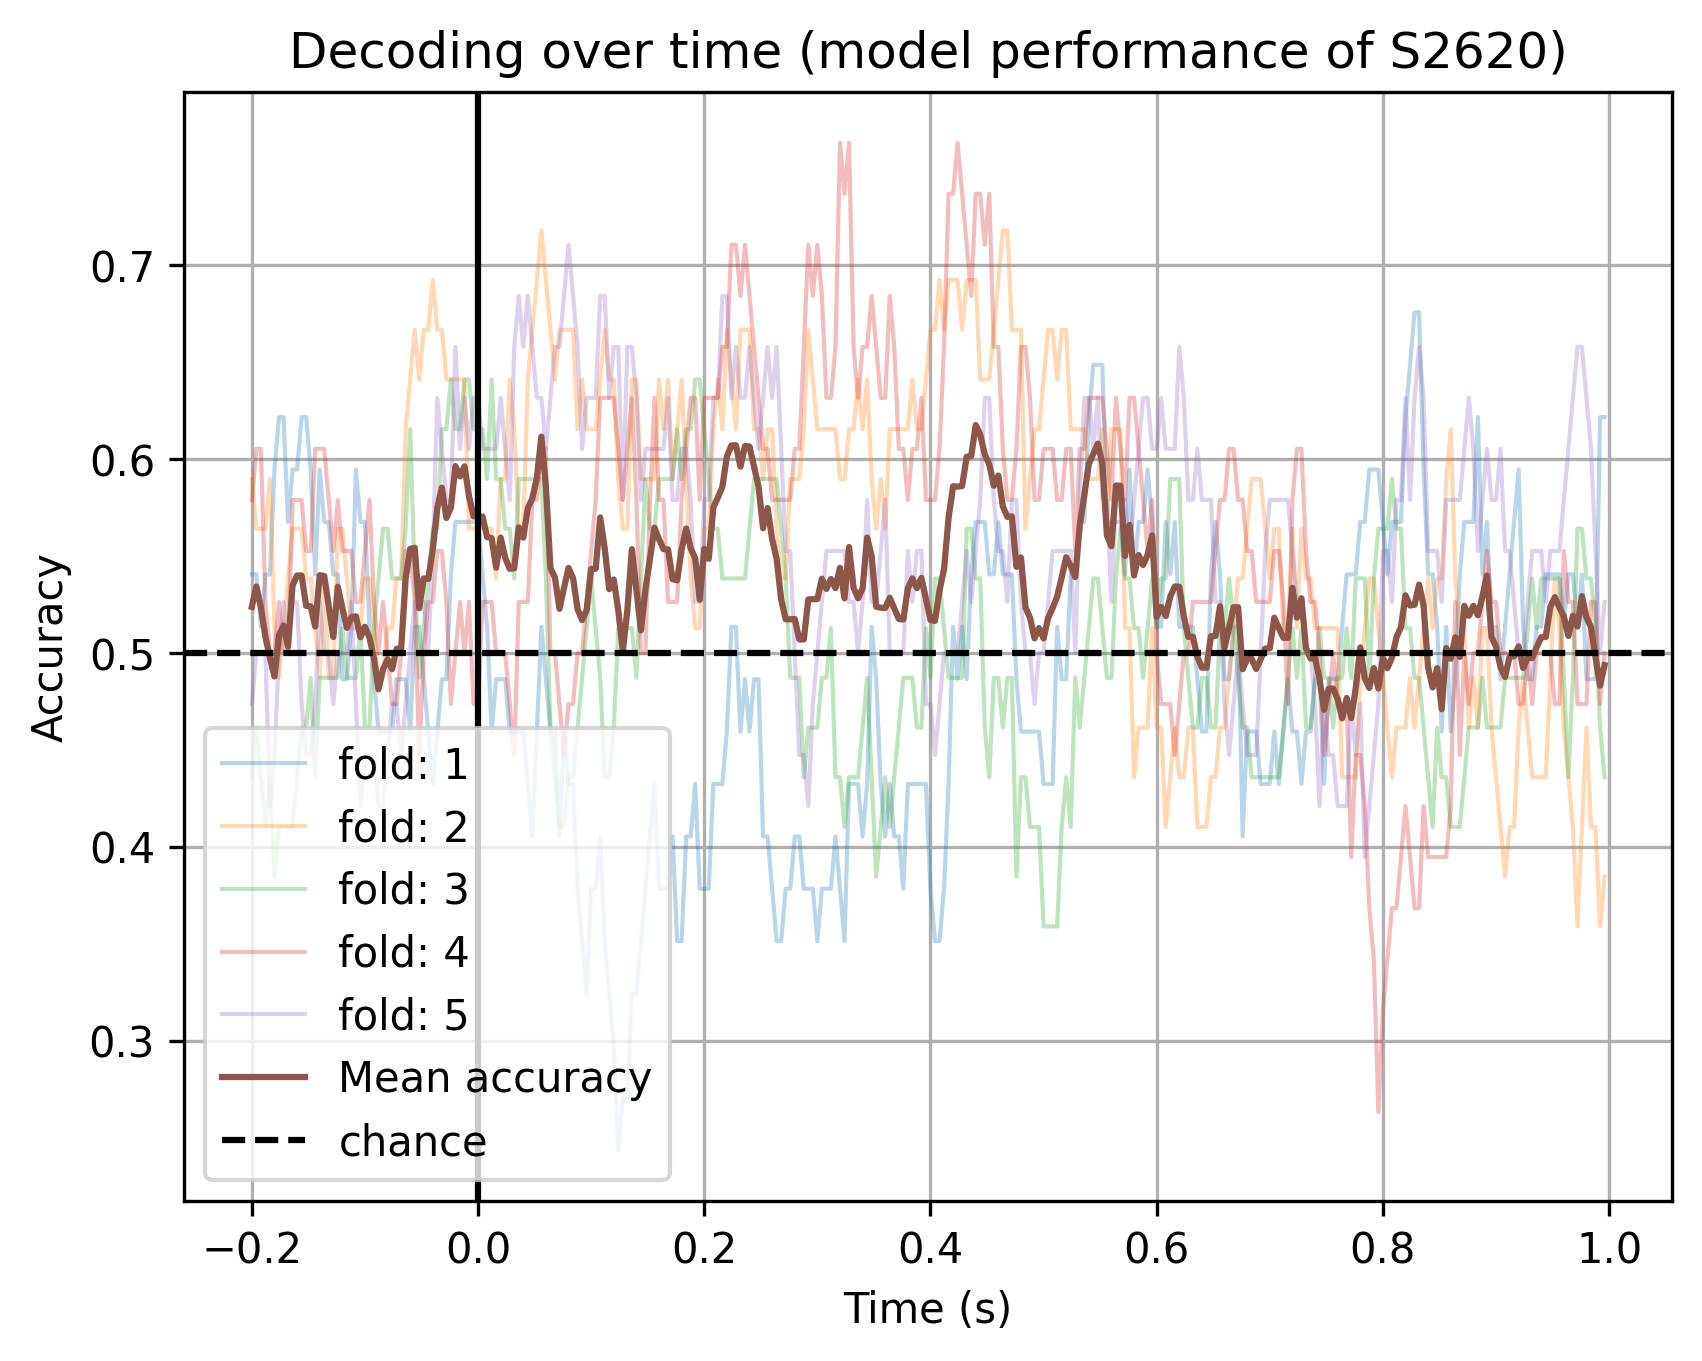 Decoding over time (model performance of S2620)
Accuracy
0.7
0.6
0.5
0.4
0.3
fold: 1
fold: 2
fold: 3
fold: 4
fold: 5
Mean accuracy
chance
−0.2 0.0 0.2 0.4 0.6 0.8 1.0
Time (s)